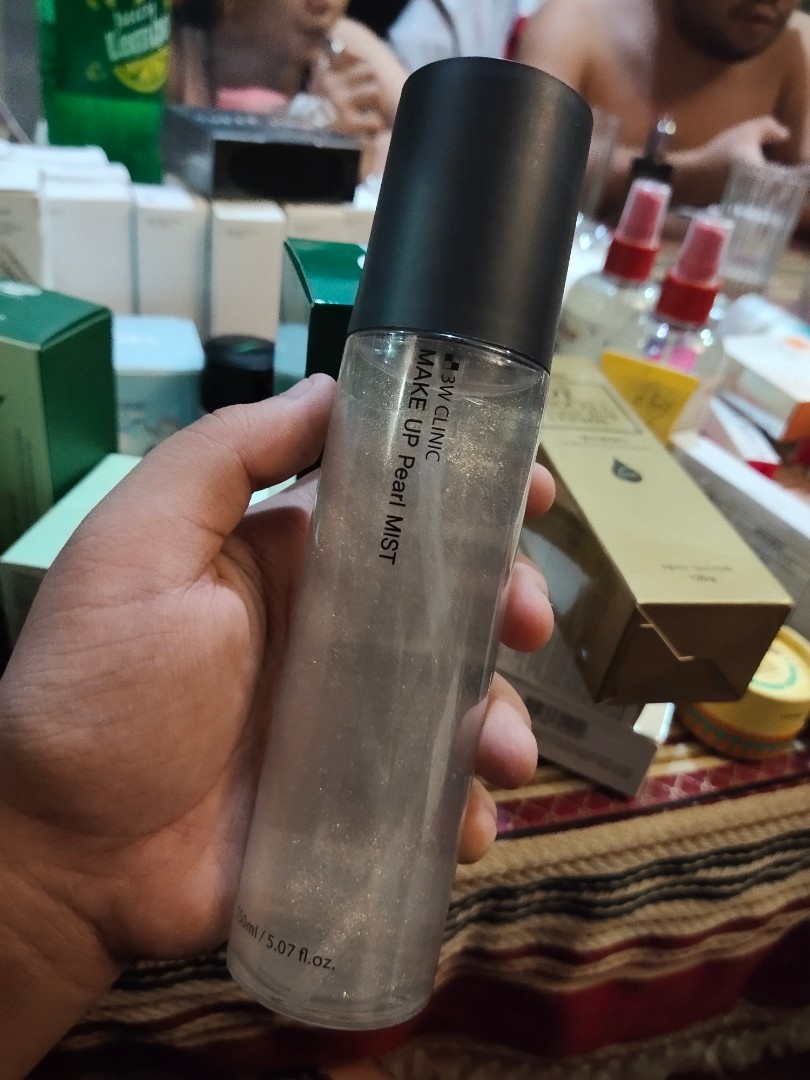 3W CLINIC
MAKE UP Pearl MIST
150ml / 5.07 fl.oz.